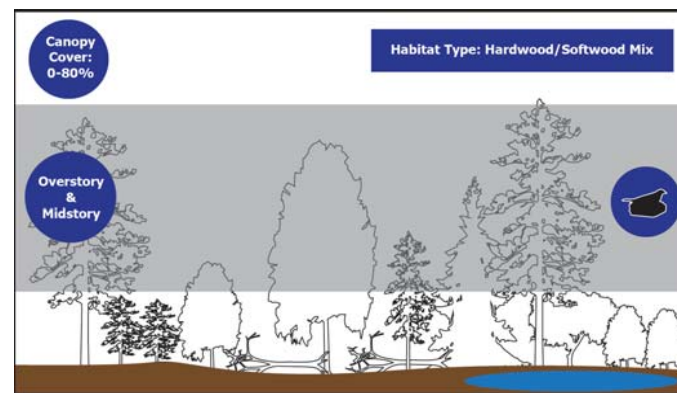 Canopy
Cover:
0-80%
Habitat Type: Hardwood/Softwood Mix
Overstory
&
Midstory